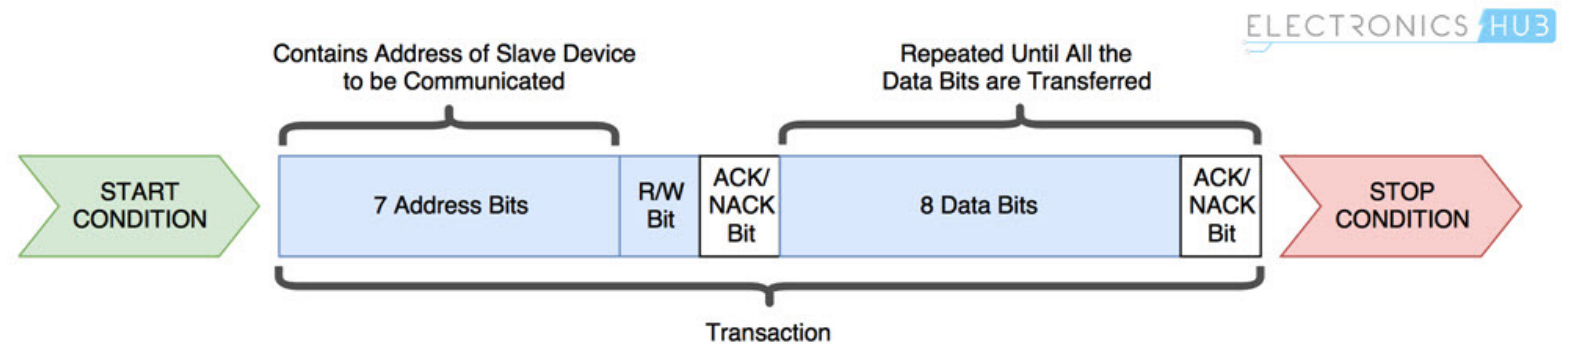 ELECTRONICS HUB
Contains Address of Slave Device
to be Communicated
Repeated Until All the
Data Bits are Transferred
START
CONDITION
7 Address Bits
R/W
Bit
ACK/
NACK
Bit
8 Data Bits
ACK/
NACK
Bit
STOP
CONDITION
Transaction